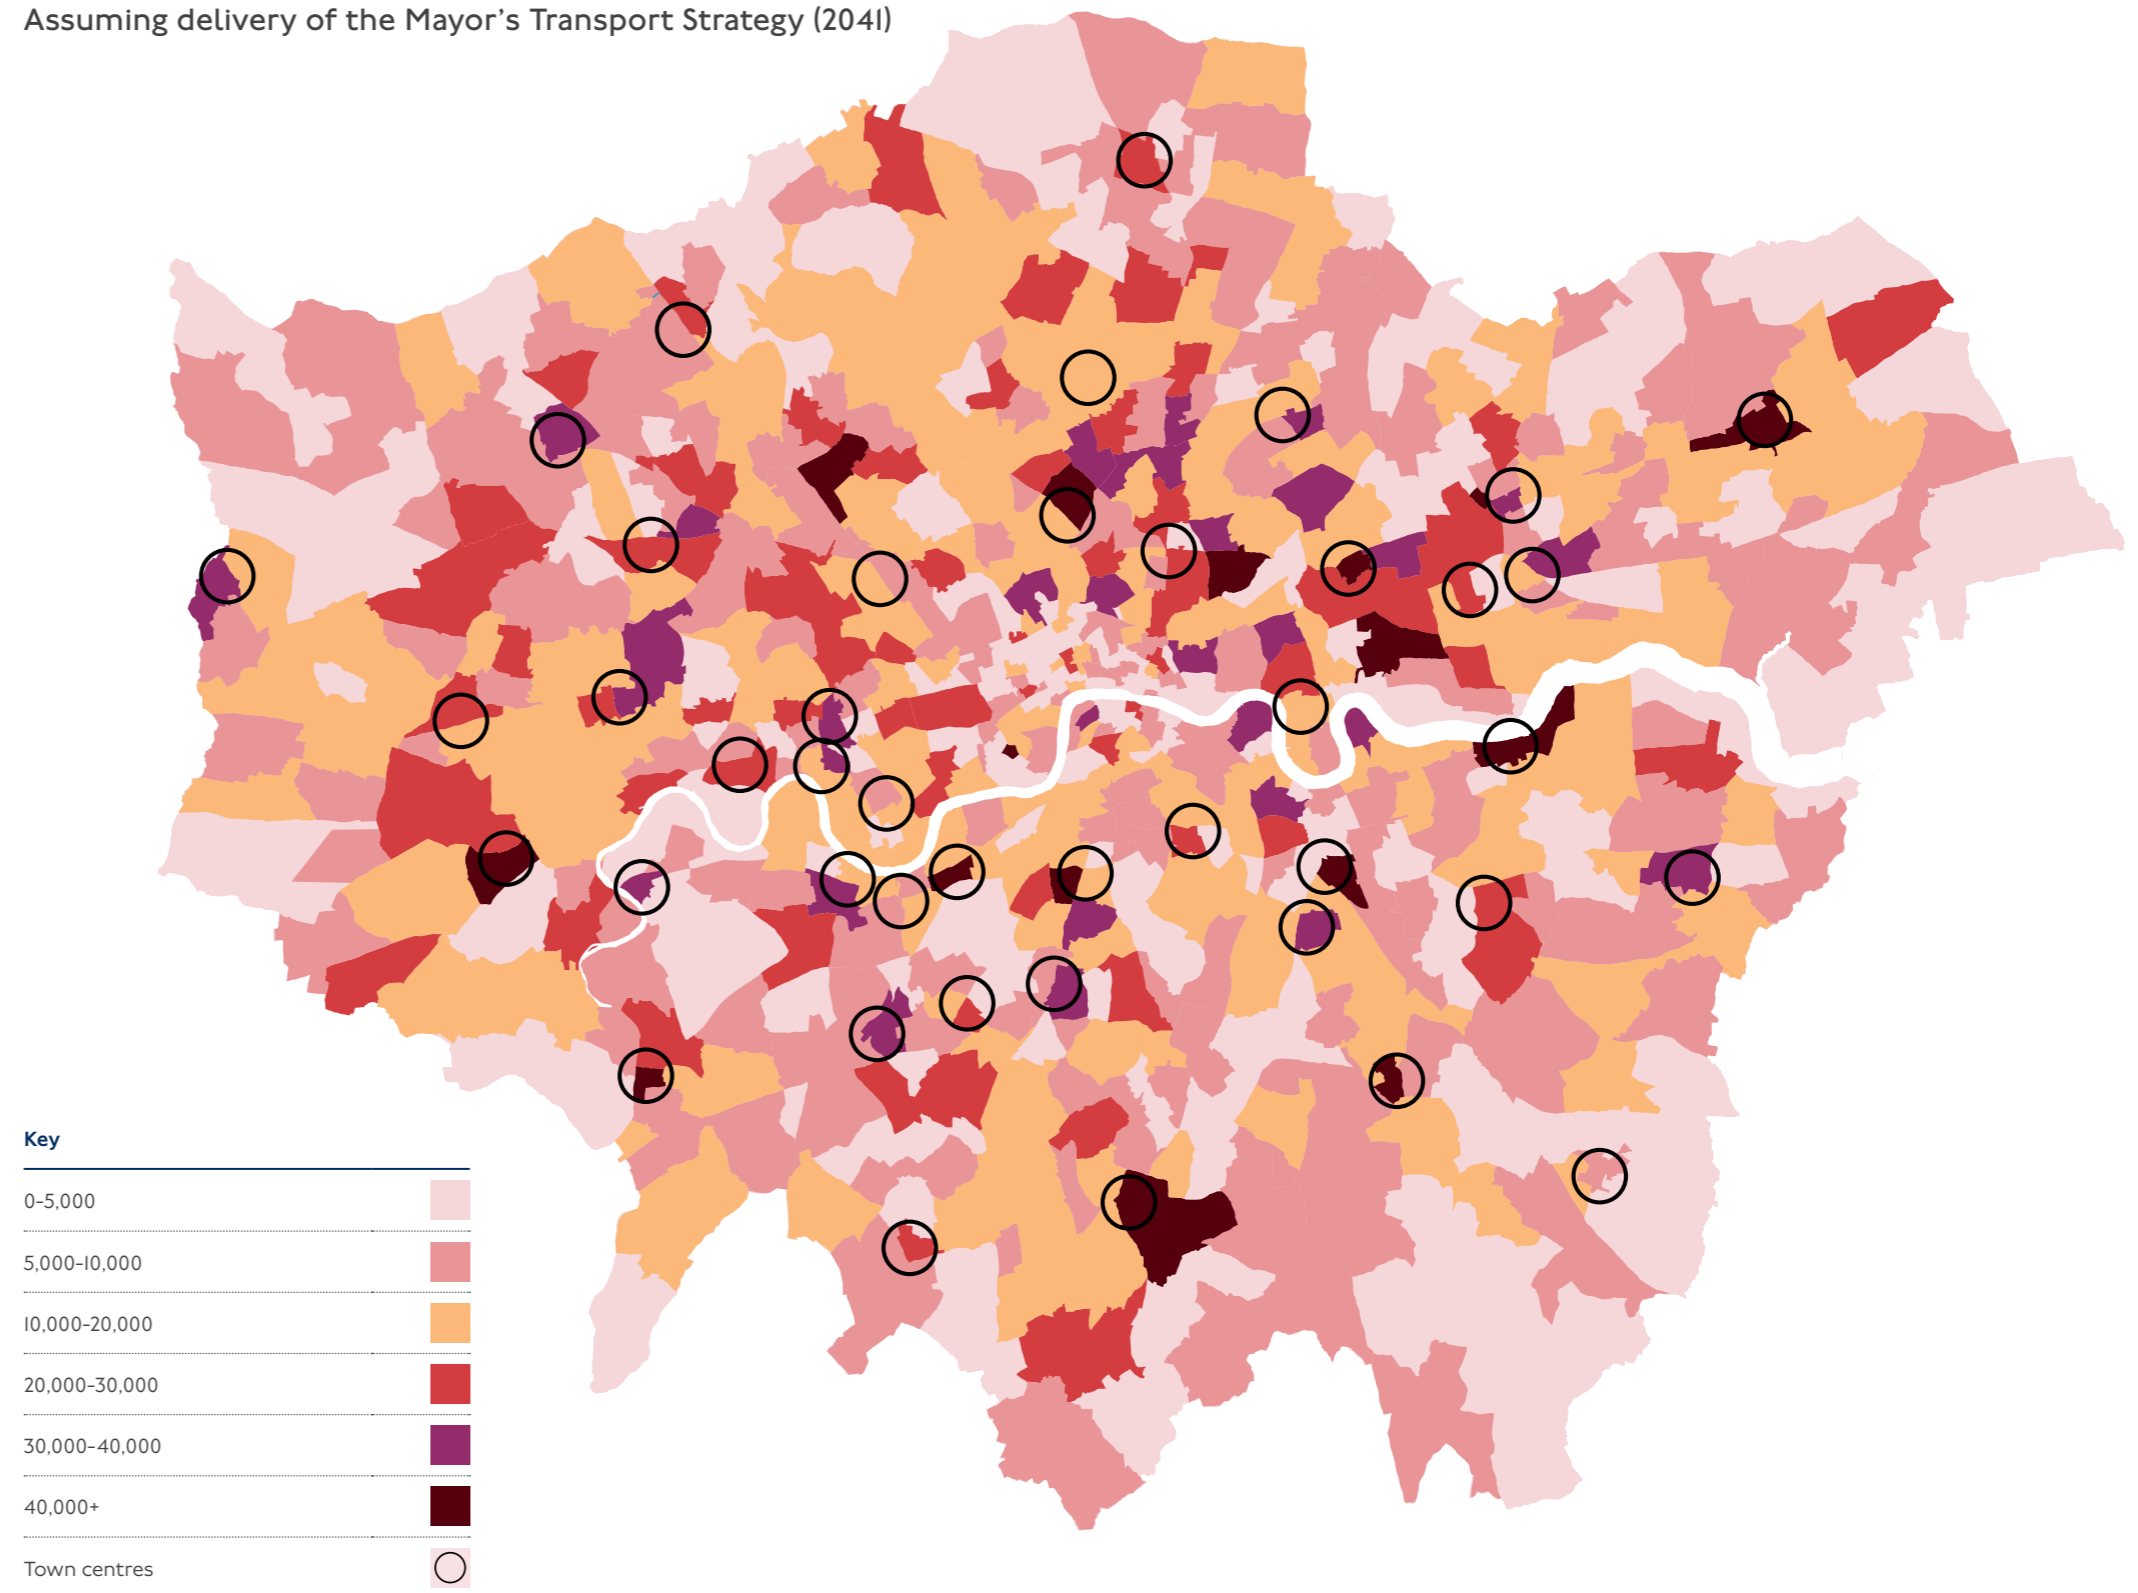 Assuming delivery of the Mayor’s Transport Strategy (2041)
Key
0-5,000
5,000-10,000
10,000-20,000
20,000-30,000
30,000-40,000
40,000+
Town centres